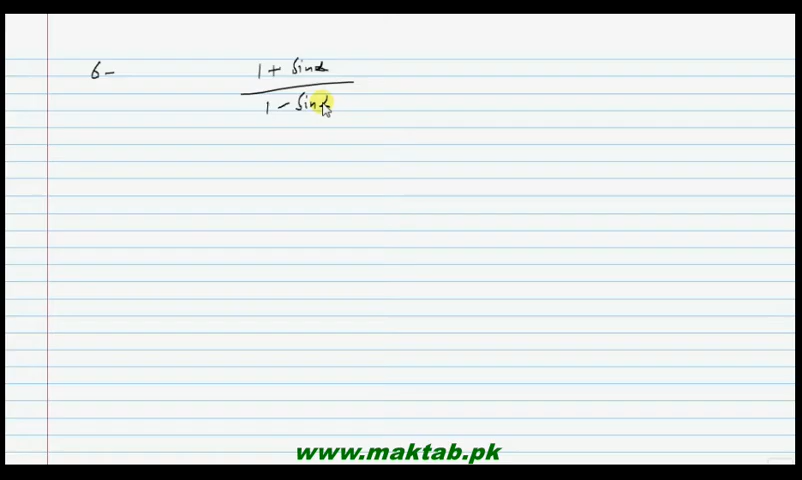 6-
1 + Sinα
1 - Sinα
www.maktab.pk